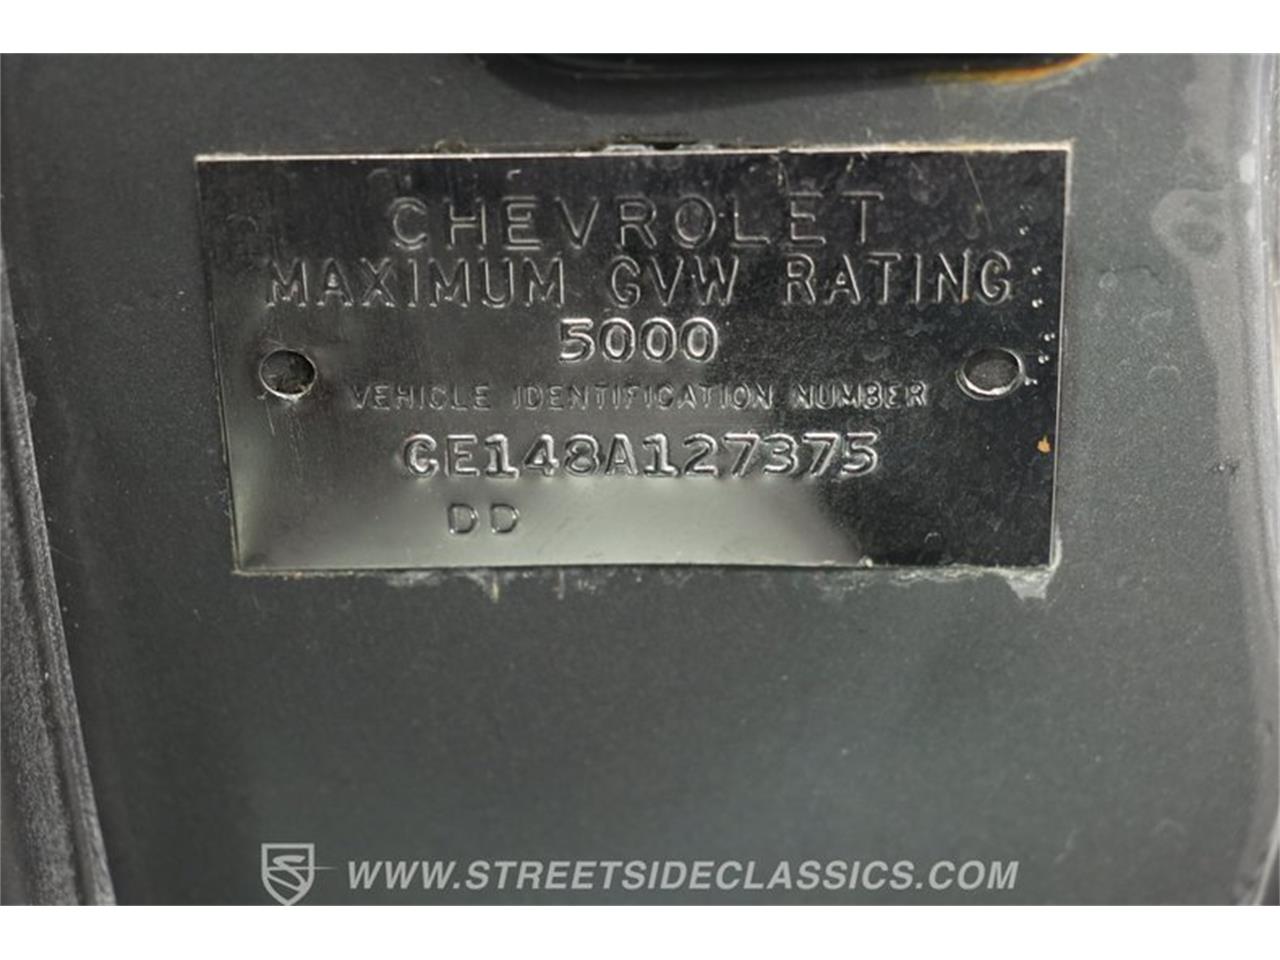 CHEVROLET
MAXIMUM GVW RATING
5000
VEHICLE IDENTIFICATION NUMBER
CE148A127375
DD
WWW.STREETSIDECLASSICS.COM